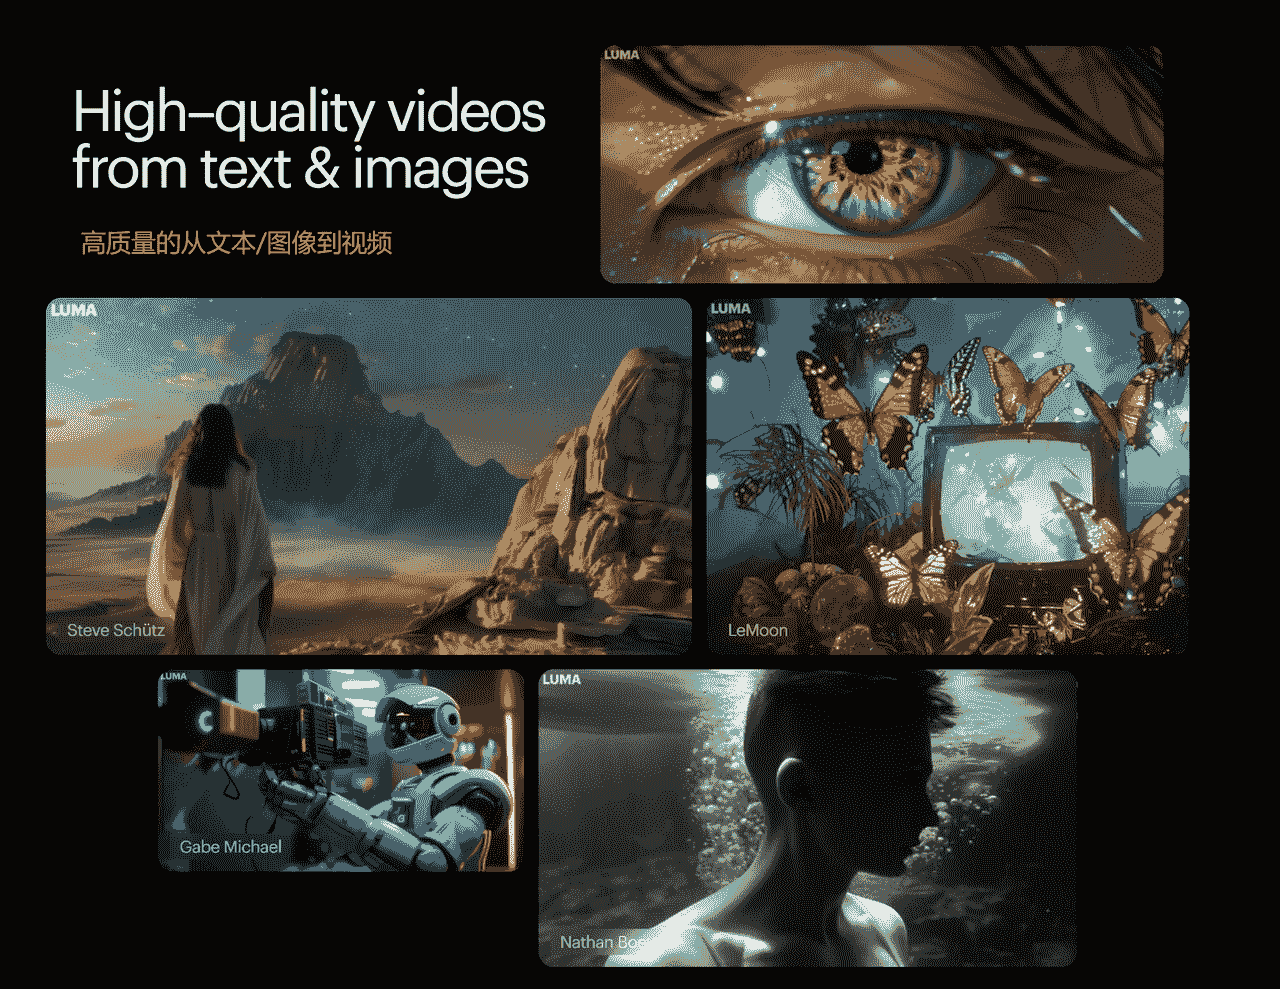 LUMA
High-quality videos
from text & images
高质量的从文本/图像到视频
LUMA
LUMA
Steve Schütz
LeMoon
LUMA
LUMA
Gabe Michael
Nathan